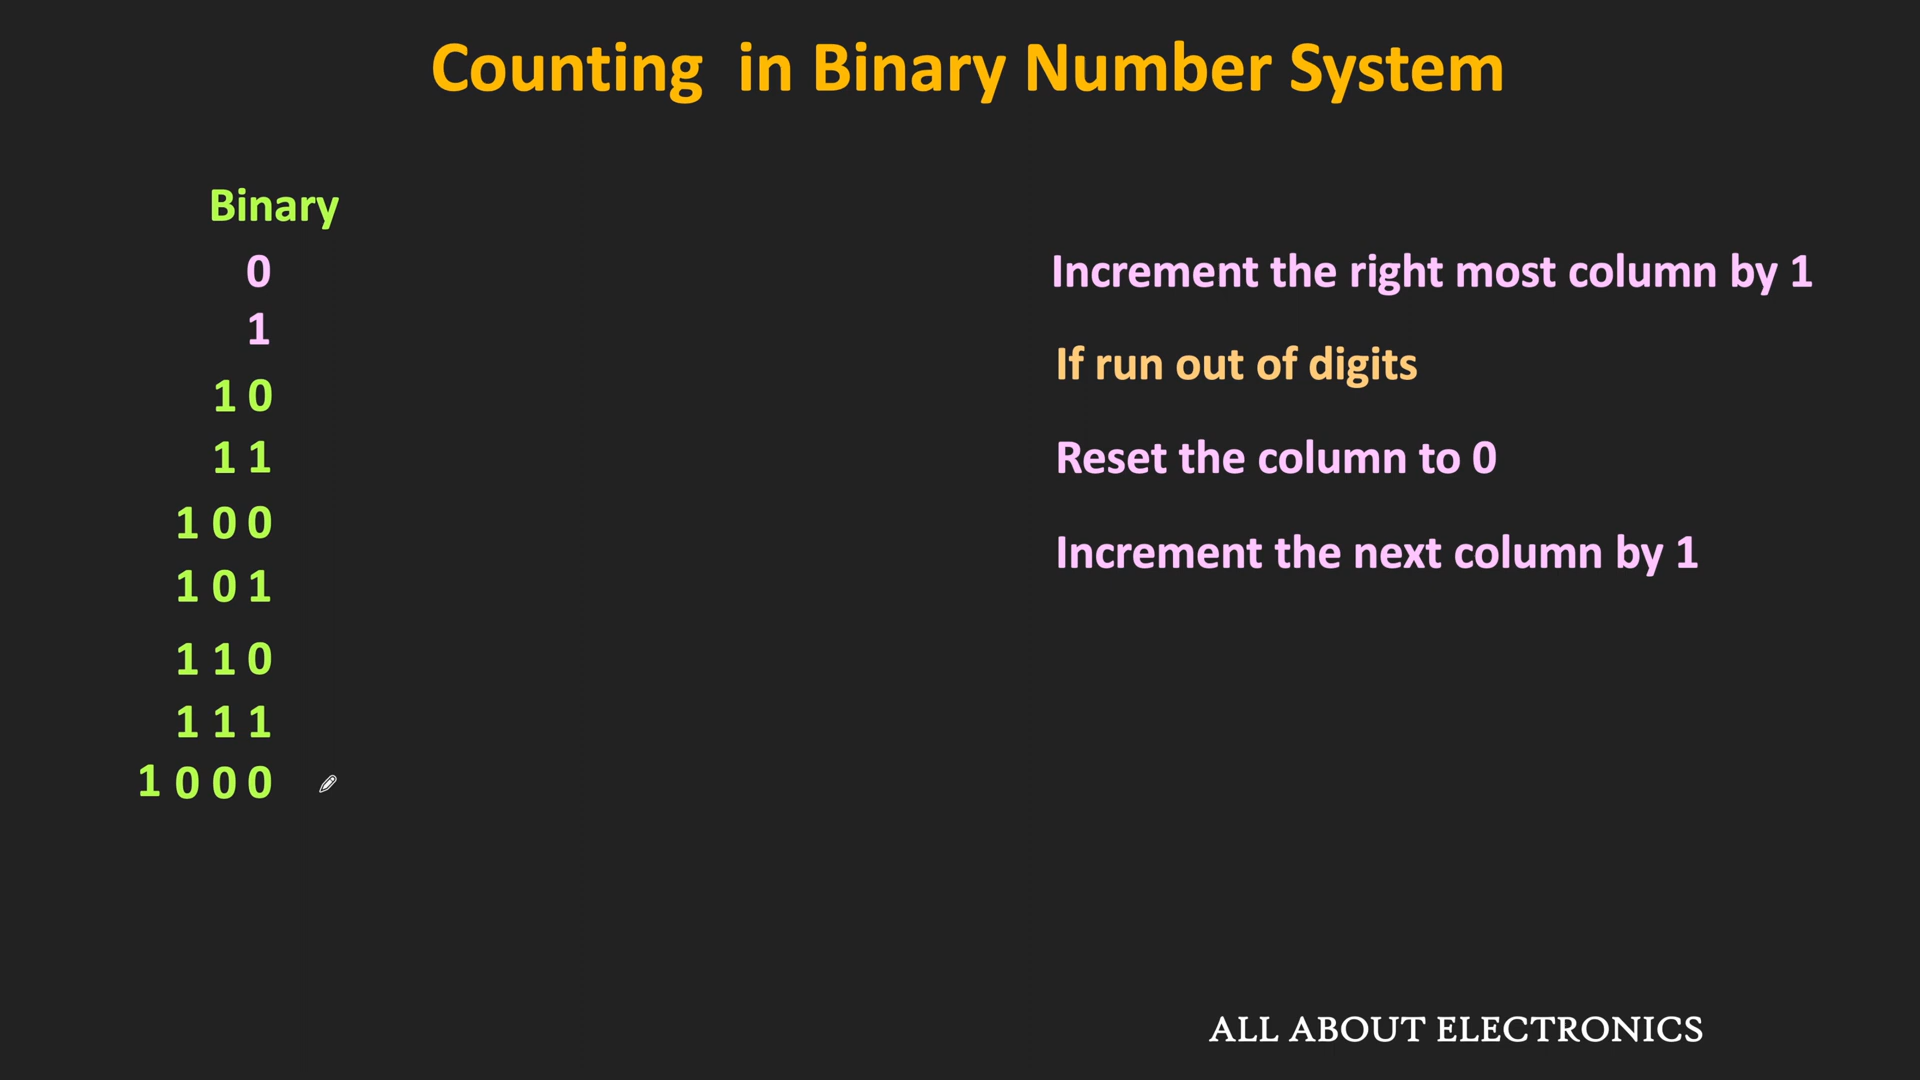 Counting in Binary Number System
Binary
0
1
1 0
1 1
1 0 0
1 0 1
1 1 0
1 1 1
1 0 0 0
Increment the right most column by 1
If run out of digits
Reset the column to 0
Increment the next column by 1
ALL ABOUT ELECTRONICS